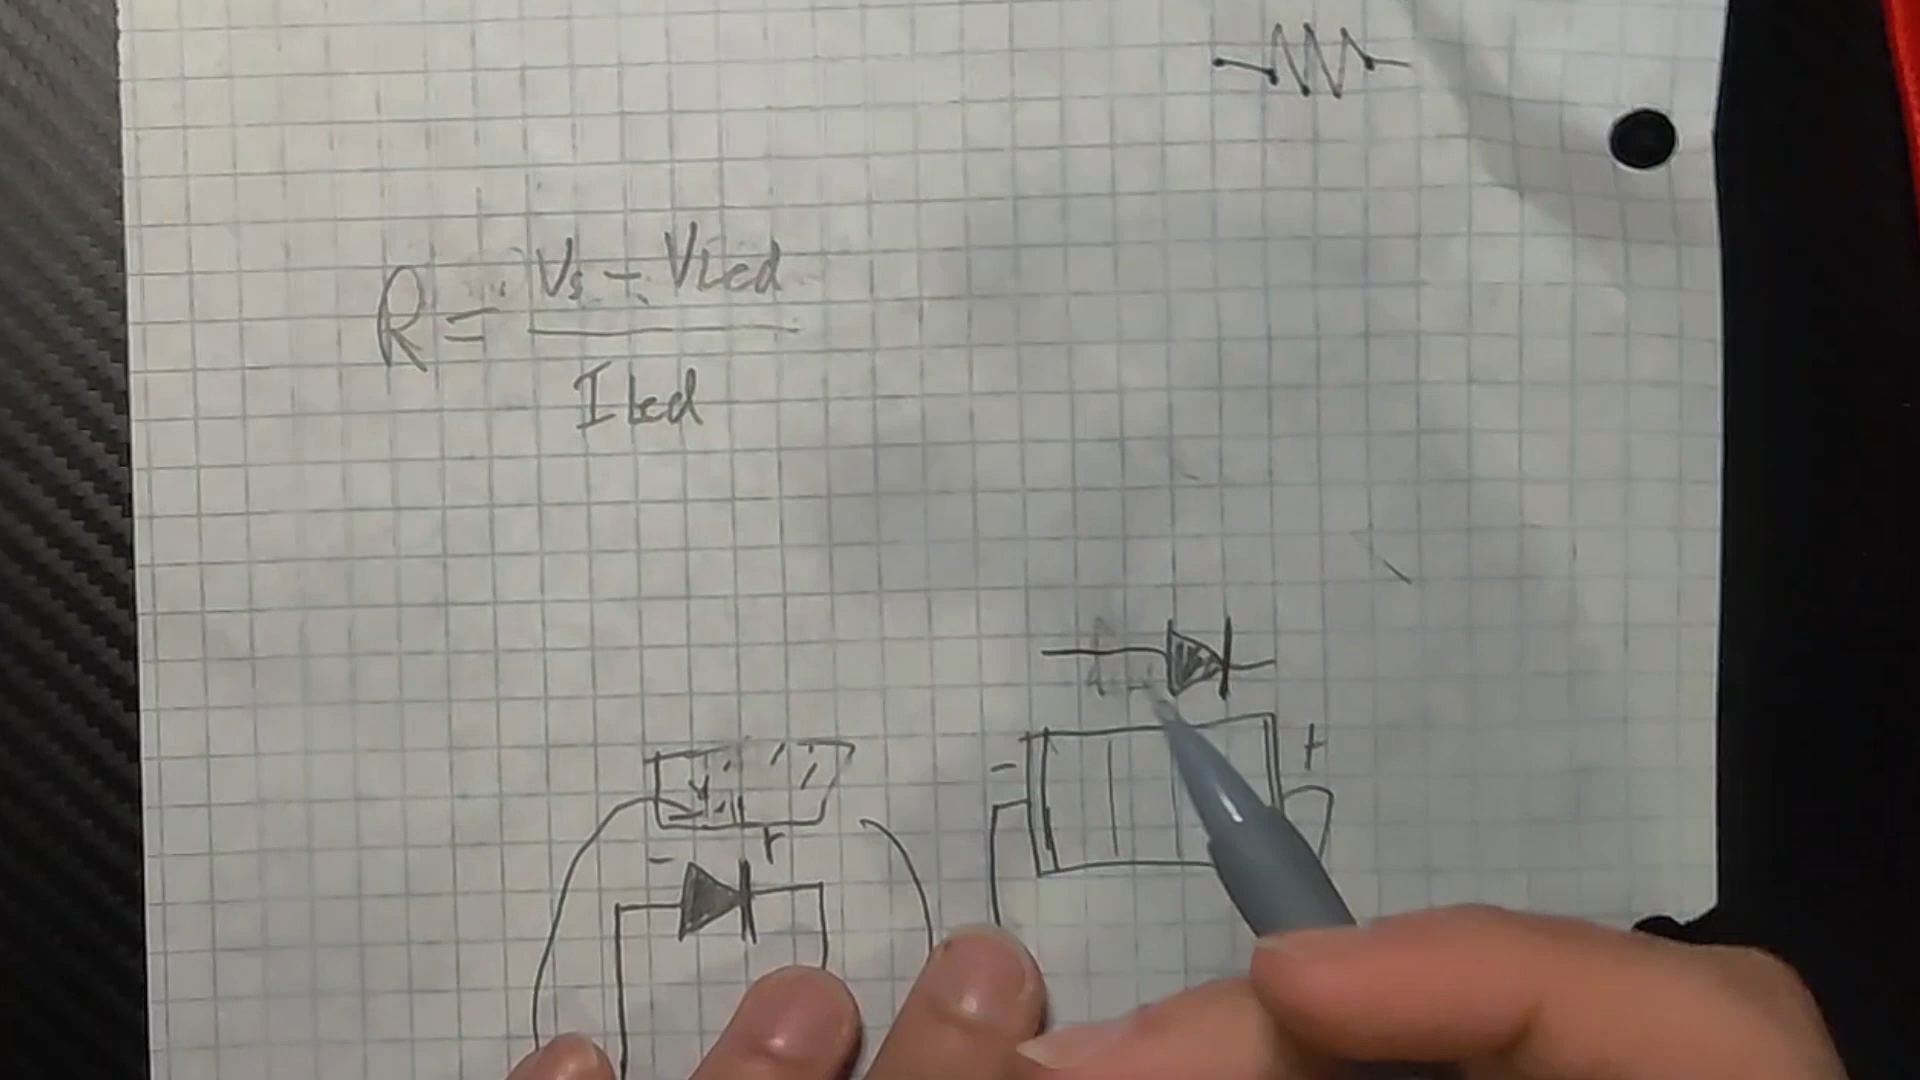 R = Vs - VLed
ILed
- +
- +